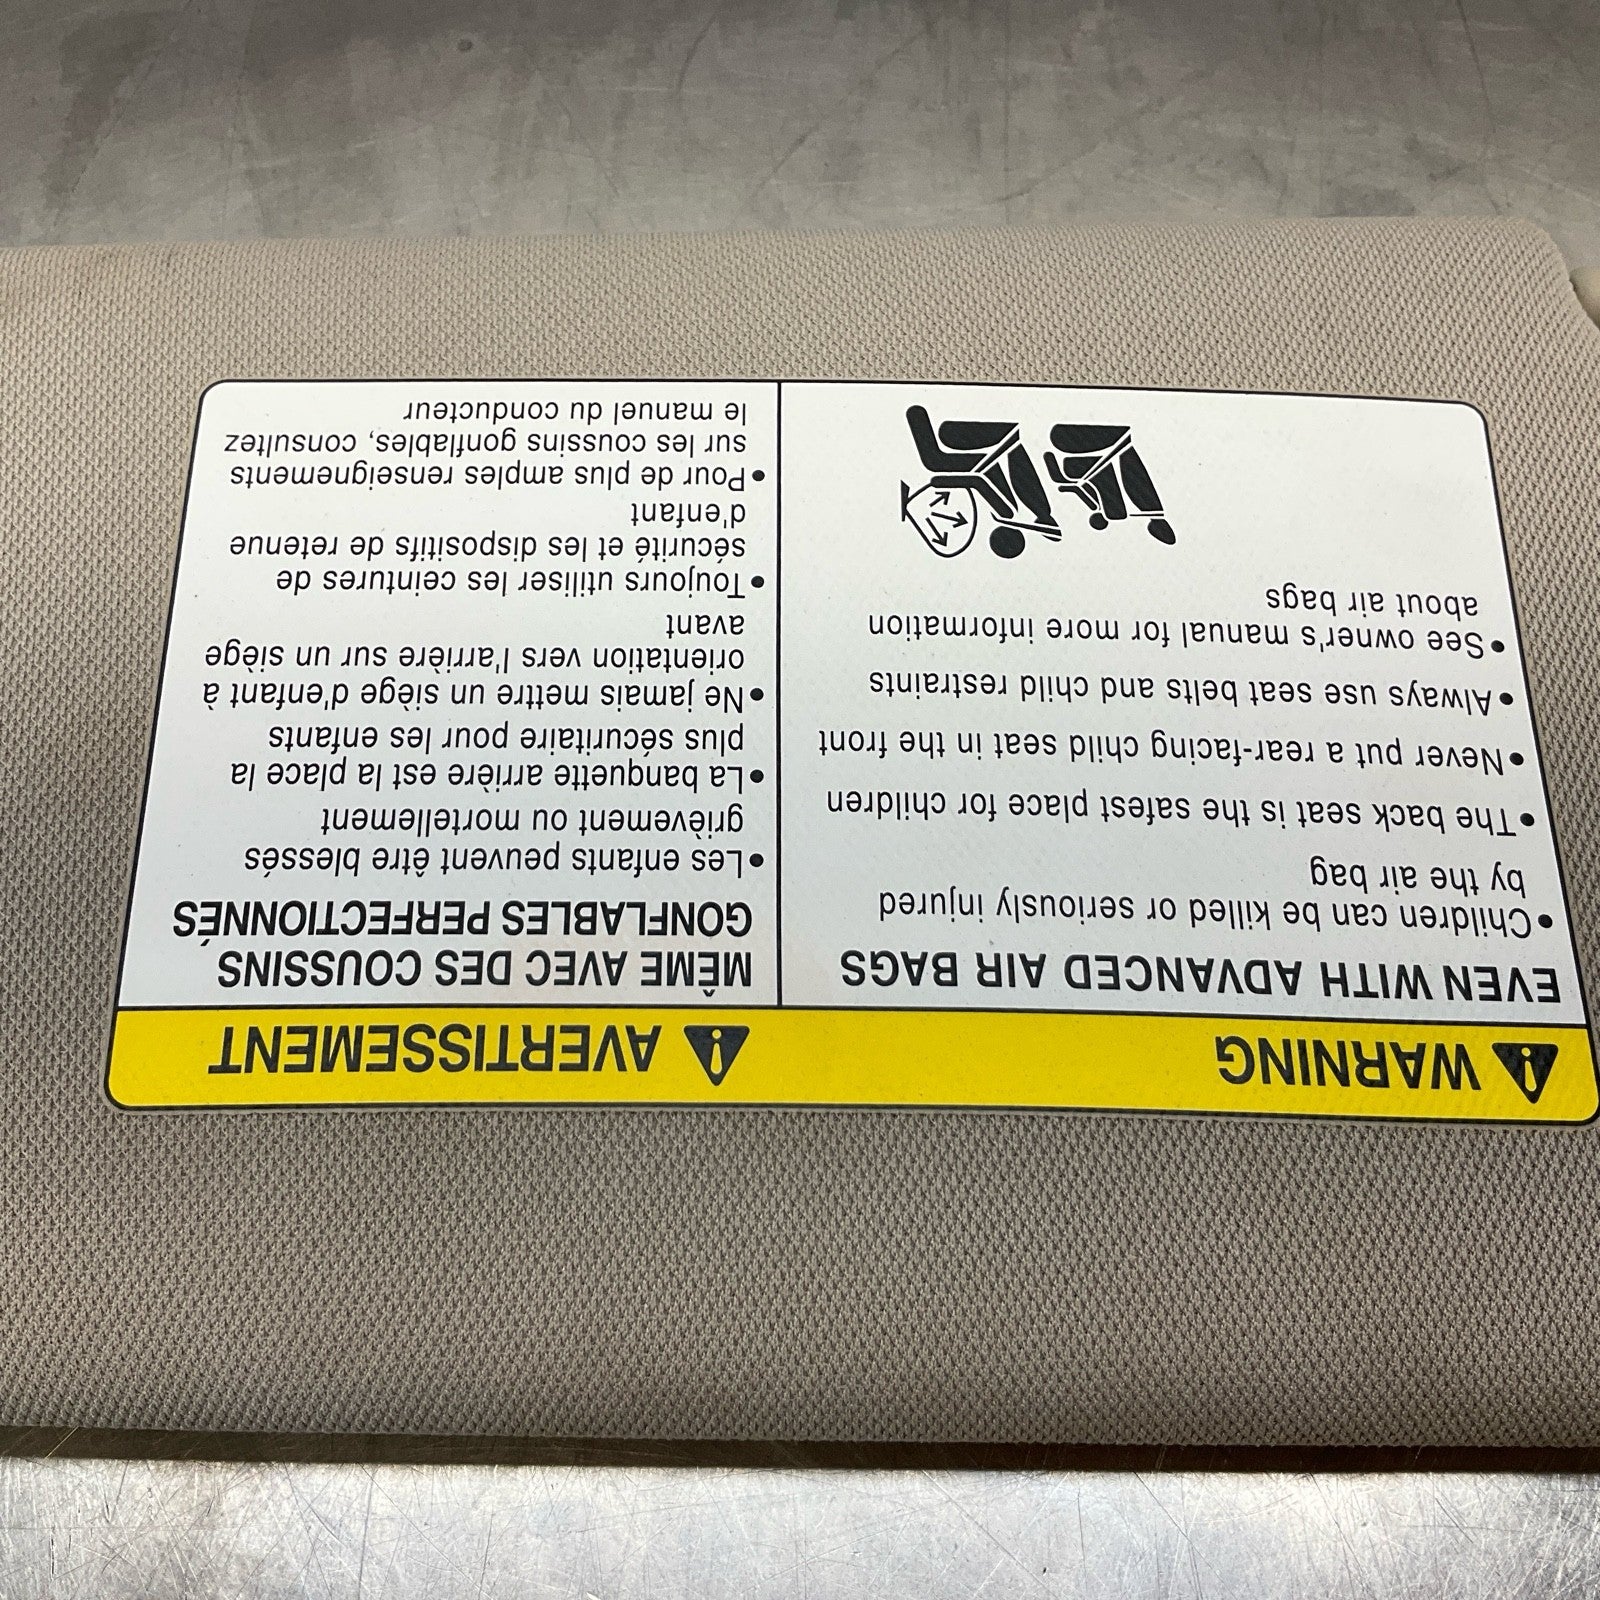 WARNING
EVEN WITH ADVANCED AIR BAGS
•Children can be killed or seriously injured
by the air bag
•The back seat is the safest place for children
•Never put a rear-facing child seat in the front
•Always use seat belts and child restraints
•See owner's manual for more information
about air bags
AVERTISSEMENT
MÊME AVEC DES COUSSINS
GONFLABLES PERFECTIONNÉS
•Les enfants peuvent être blessés
grièvement ou mortellement
•La banquette arrière est la place la
plus sécuritaire pour les enfants
•Ne jamais mettre un siège d'enfant à
orientation vers l'arrière sur un siège
avant
•Toujours utiliser les ceintures de
sécurité et les dispositifs de retenue
d'enfant
•Pour de plus amples renseignements
sur les coussins gonflables, consultez
le manuel du conducteur